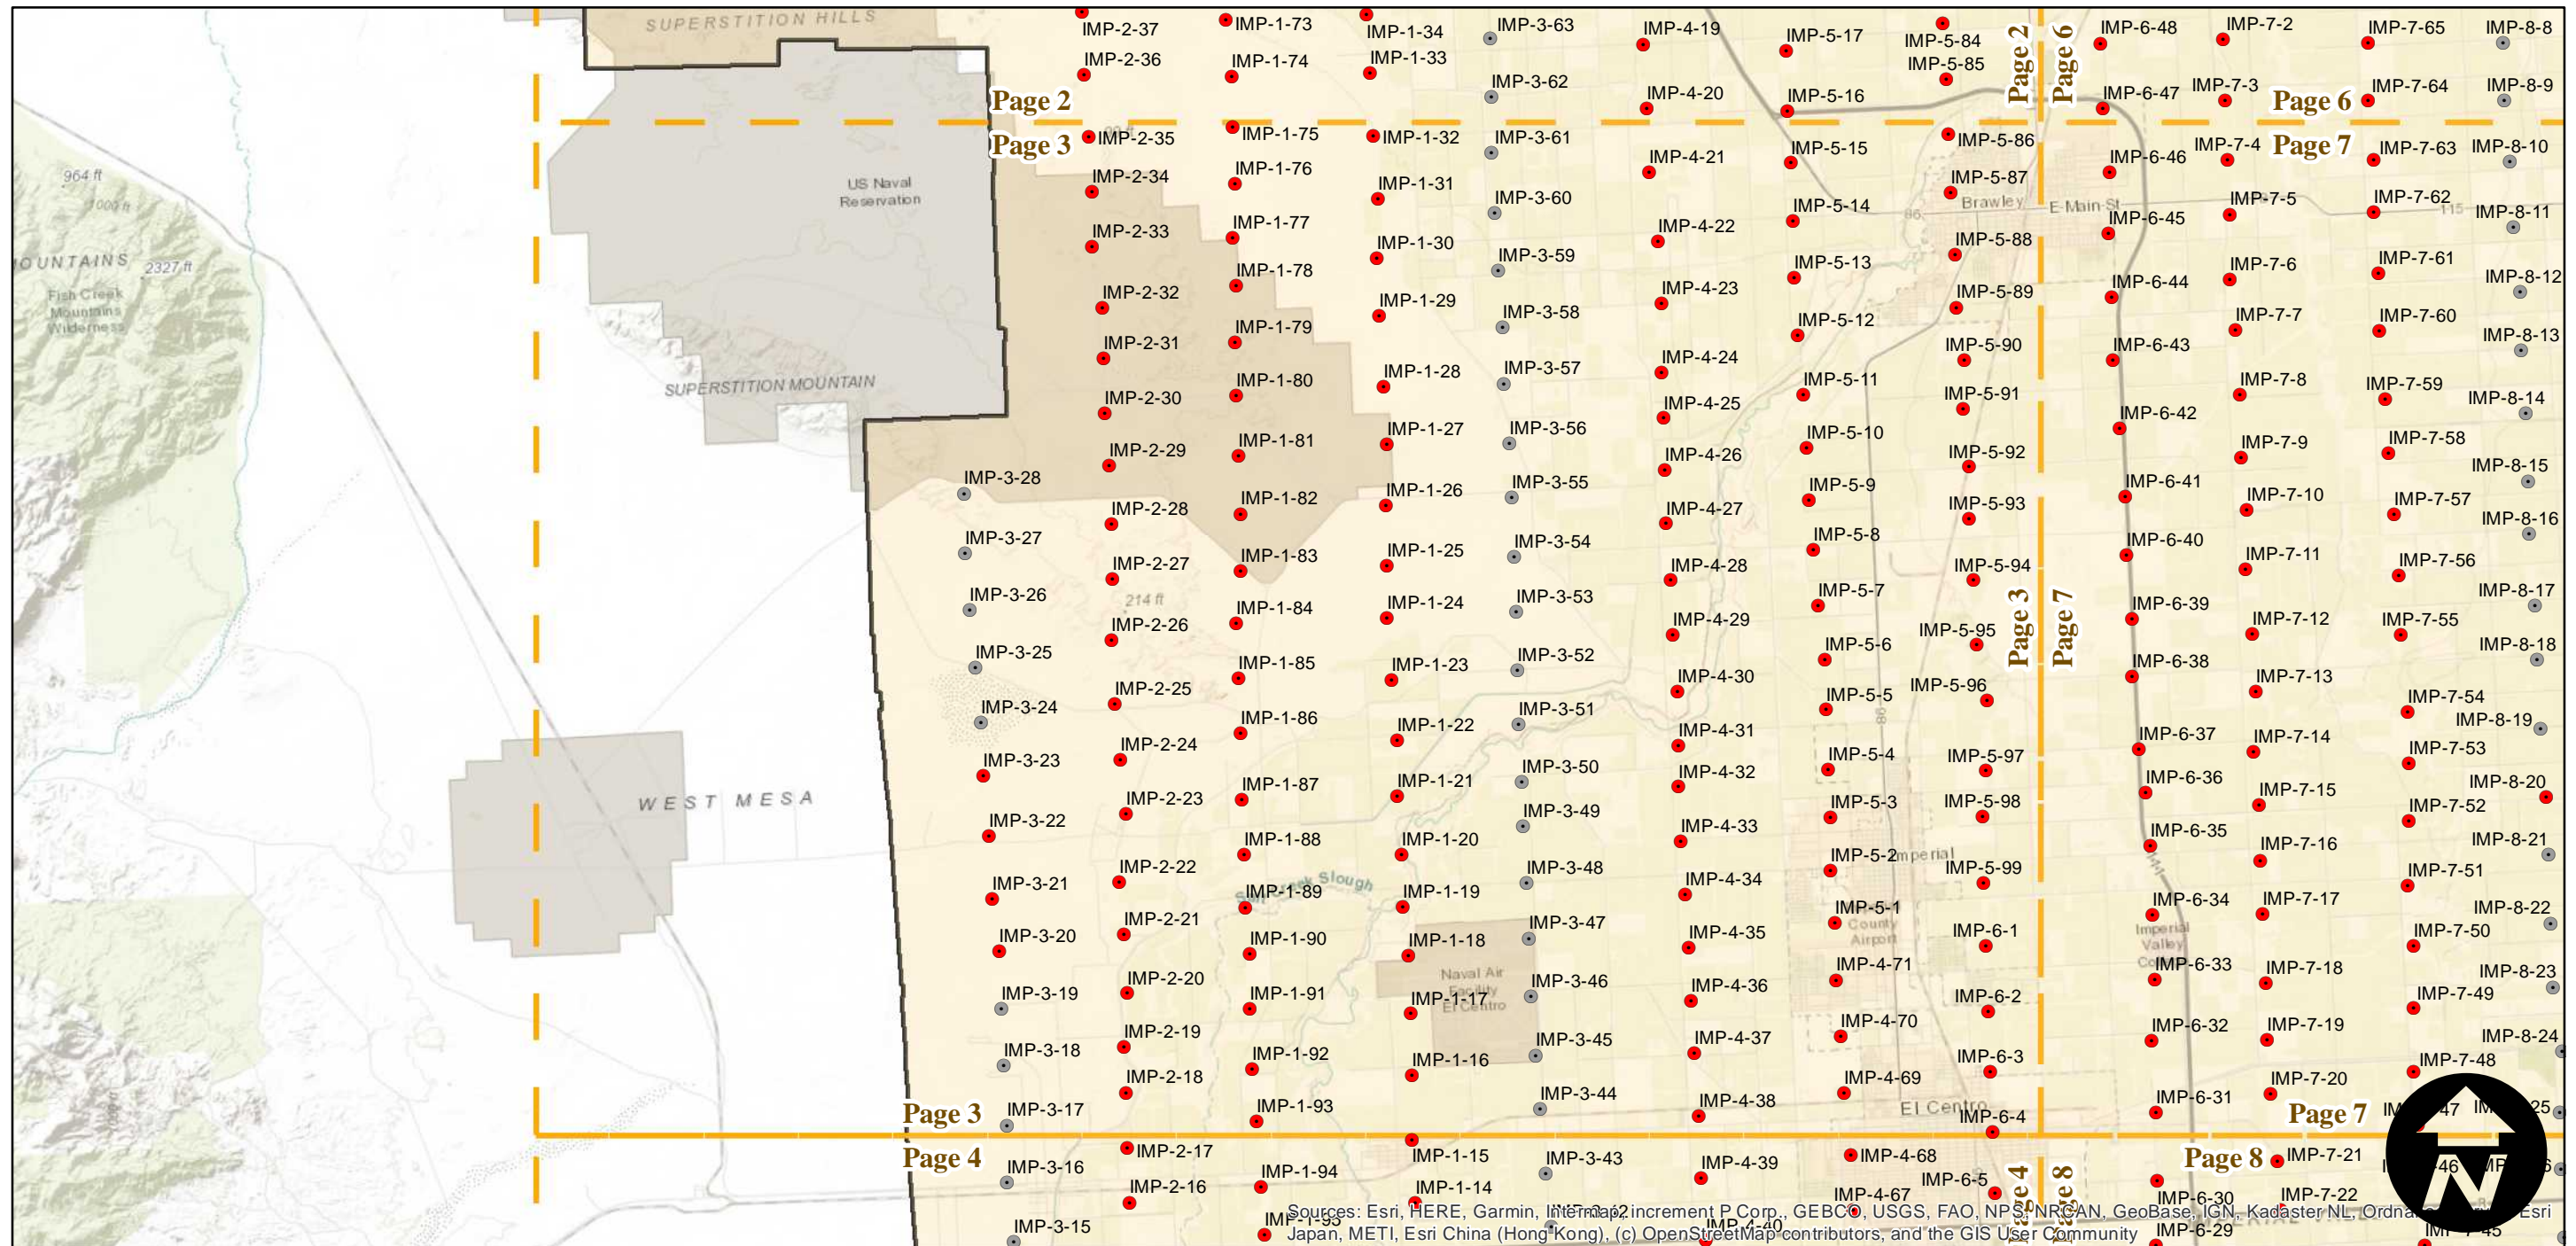 SUPERSTITION HILLS
IMP-2-37
IMP-1-73
IMP-1-34
IMP-3-63
IMP-4-19
IMP-5-17
IMP-5-84
IMP-6-48
IMP-7-2
IMP-7-65
IMP-8-8
IMP-2-36
IMP-1-74
IMP-1-33
IMP-3-62
IMP-4-20
IMP-5-16
IMP-5-85
Page 2
Page 6
IMP-6-47
IMP-7-3
IMP-7-64
IMP-8-9
Page 2
Page 6
Page 3
Page 7
IMP-2-35
IMP-1-75
IMP-1-32
IMP-3-61
IMP-4-21
IMP-5-15
IMP-5-86
IMP-6-46
IMP-7-4
IMP-7-63
IMP-8-10
964 ft
1000 ft
US Naval
Reservation
IMP-2-34
IMP-1-76
IMP-1-31
IMP-3-60
IMP-4-22
IMP-5-14
IMP-5-87
Brawley
E-Main-St
86
115
IMP-6-45
IMP-7-5
IMP-7-62
IMP-8-11
IMP-2-33
IMP-1-77
IMP-1-30
IMP-3-59
IMP-4-23
IMP-5-13
IMP-5-88
IMP-6-44
IMP-7-6
IMP-7-61
IMP-8-12
OUNTAINS
2327 ft
Fish Creek
Mountains
Wilderness
IMP-2-32
IMP-1-78
IMP-1-29
IMP-3-58
IMP-4-24
IMP-5-12
IMP-5-89
IMP-6-43
IMP-7-7
IMP-7-60
IMP-8-13
IMP-2-31
IMP-1-79
IMP-1-28
IMP-3-57
IMP-4-25
IMP-5-11
IMP-5-90
IMP-6-42
IMP-7-8
IMP-7-59
IMP-8-14
SUPERSTITION MOUNTAIN
IMP-2-30
IMP-1-80
IMP-1-27
IMP-3-56
IMP-4-26
IMP-5-10
IMP-5-91
IMP-6-41
IMP-7-9
IMP-7-58
IMP-8-15
IMP-3-28
IMP-2-29
IMP-1-81
IMP-1-26
IMP-3-55
IMP-4-27
IMP-5-9
IMP-5-92
IMP-6-40
IMP-7-10
IMP-7-57
IMP-8-16
IMP-3-27
IMP-2-28
IMP-1-82
IMP-1-25
IMP-3-54
IMP-4-28
IMP-5-8
IMP-5-93
IMP-6-39
IMP-7-11
IMP-7-56
IMP-8-17
IMP-3-26
IMP-2-27
IMP-1-83
IMP-1-24
IMP-3-53
IMP-4-29
IMP-5-7
IMP-5-94
Page 3
Page 7
IMP-6-38
IMP-7-12
IMP-7-55
IMP-8-18
214 ft
IMP-3-25
IMP-2-26
IMP-1-84
IMP-1-23
IMP-3-52
IMP-4-30
IMP-5-6
IMP-5-95
IMP-7-13
IMP-7-54
IMP-8-19
IMP-3-24
IMP-2-25
IMP-1-85
IMP-1-22
IMP-3-51
IMP-4-31
IMP-5-5
86
IMP-5-96
IMP-6-37
IMP-7-14
IMP-7-53
IMP-8-20
IMP-3-23
IMP-2-24
IMP-1-86
IMP-1-21
IMP-3-50
IMP-4-32
IMP-5-4
IMP-5-97
IMP-6-36
IMP-7-15
IMP-7-52
IMP-8-21
WEST MESA
IMP-3-22
IMP-2-23
IMP-1-87
IMP-1-20
IMP-3-49
IMP-4-33
IMP-5-3
IMP-5-98
IMP-6-35
IMP-7-16
IMP-7-51
IMP-8-22
IMP-3-21
IMP-2-22
IMP-1-88
IMP-1-19
IMP-3-48
IMP-4-34
IMP-5-2
Imperial
IMP-5-99
IMP-6-34
IMP-7-17
IMP-7-50
IMP-8-23
Slough
IMP-3-20
IMP-2-21
IMP-1-89
IMP-1-18
IMP-3-47
IMP-4-35
IMP-5-1
County
Airport
IMP-6-1
Imperial
Valley
IMP-6-33
IMP-7-18
IMP-7-49
IMP-8-24
IMP-3-19
IMP-2-20
IMP-1-90
IMP-1-17
Naval Air
Facility
El Centro
IMP-3-46
IMP-4-36
IMP-4-71
IMP-6-2
IMP-6-32
IMP-7-19
IMP-7-48
IMP-3-18
IMP-2-19
IMP-1-91
IMP-1-16
IMP-3-45
IMP-4-37
IMP-4-70
IMP-6-3
IMP-6-31
IMP-7-20
47
25
IMP-3-17
IMP-2-18
IMP-1-92
IMP-3-44
IMP-4-38
IMP-4-69
El Centro
IMP-6-4
IMP-1-93
Page 3
Page 7
Page 4
Page 8
IMP-3-16
IMP-2-17
IMP-1-94
IMP-1-15
IMP-3-43
IMP-4-39
IMP-4-68
IMP-6-5
Page 4
Page 8
IMP-6-30
IMP-7-21
46
N
IMP-3-15
IMP-2-16
IMP-1-95
IMP-1-14
IMP-4-67
IMP-4-40
IMP-6-29
IMP-7-22
Sources: Esri, HERE, Garmin, Intermap, increment P Corp., GEBCO, USGS, FAO, NPS, NRCAN, GeoBase, IGN, Kadaster NL, Esri
Japan, METI, Esri China (Hong Kong), (c) OpenStreetMap contributors, and the GIS User Community